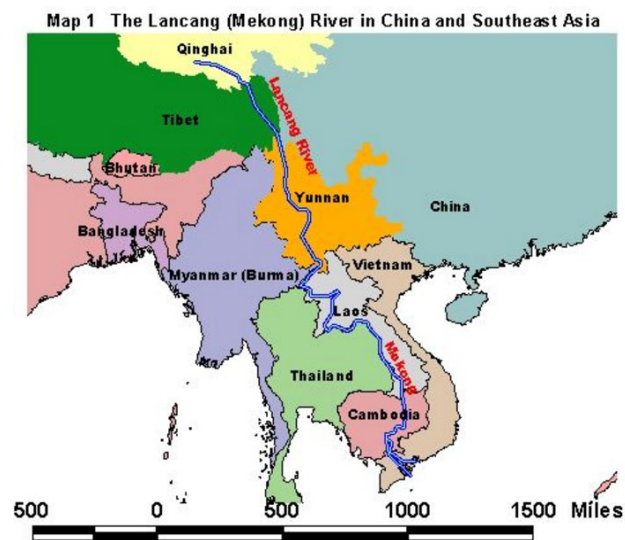 Map 1 The Lancang (Mekong) River in China and Southeast Asia
Qinghai
Lancang River
Tibet
Bhutan
Yunnan
China
Bangladesh
Myanmar (Burma)
Vietnam
Laos
Mekong
Thailand
Cambodia
500 0 500 1000 1500 Miles